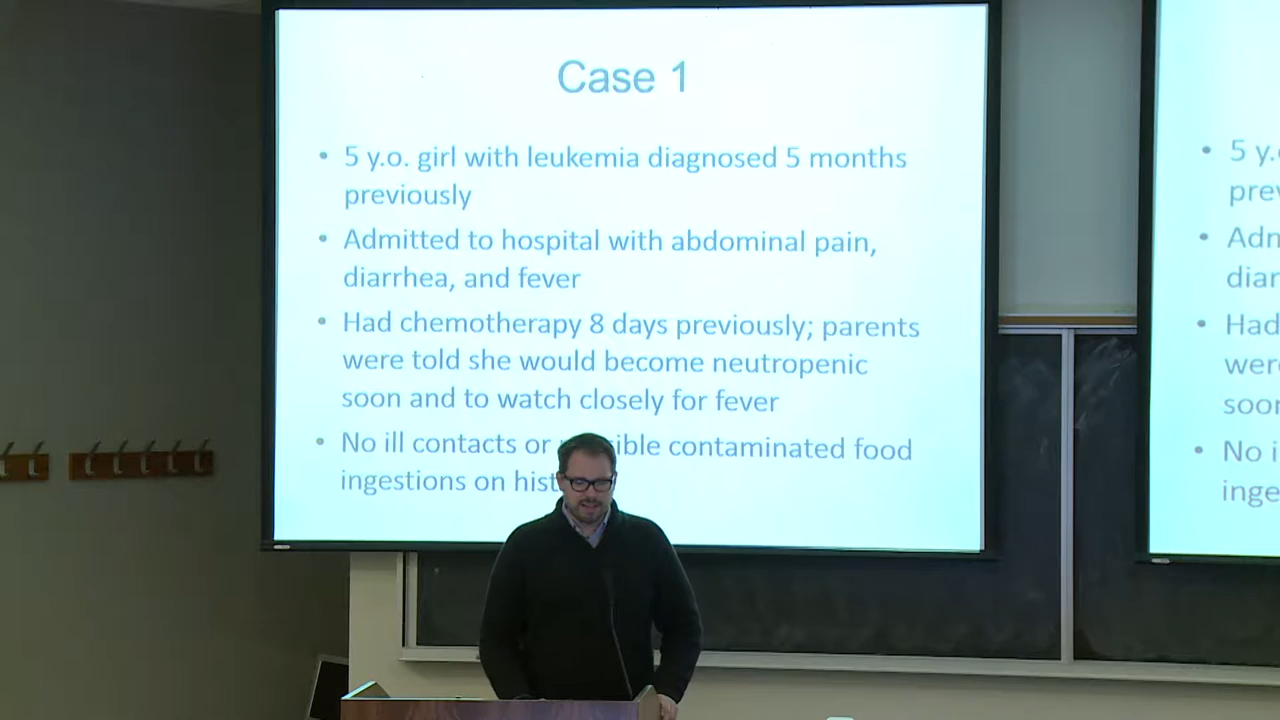 Case 1
• 5 y.o. girl with leukemia diagnosed 5 months
previously
• Admitted to hospital with abdominal pain,
diarrhea, and fever
• Had chemotherapy 8 days previously; parents
were told she would become neutropenic
soon and to watch closely for fever
• No ill contacts or contaminated food
ingestions on
• 5 y.
prev
• Adm
diar
• Had
were
soon
• No i
inge